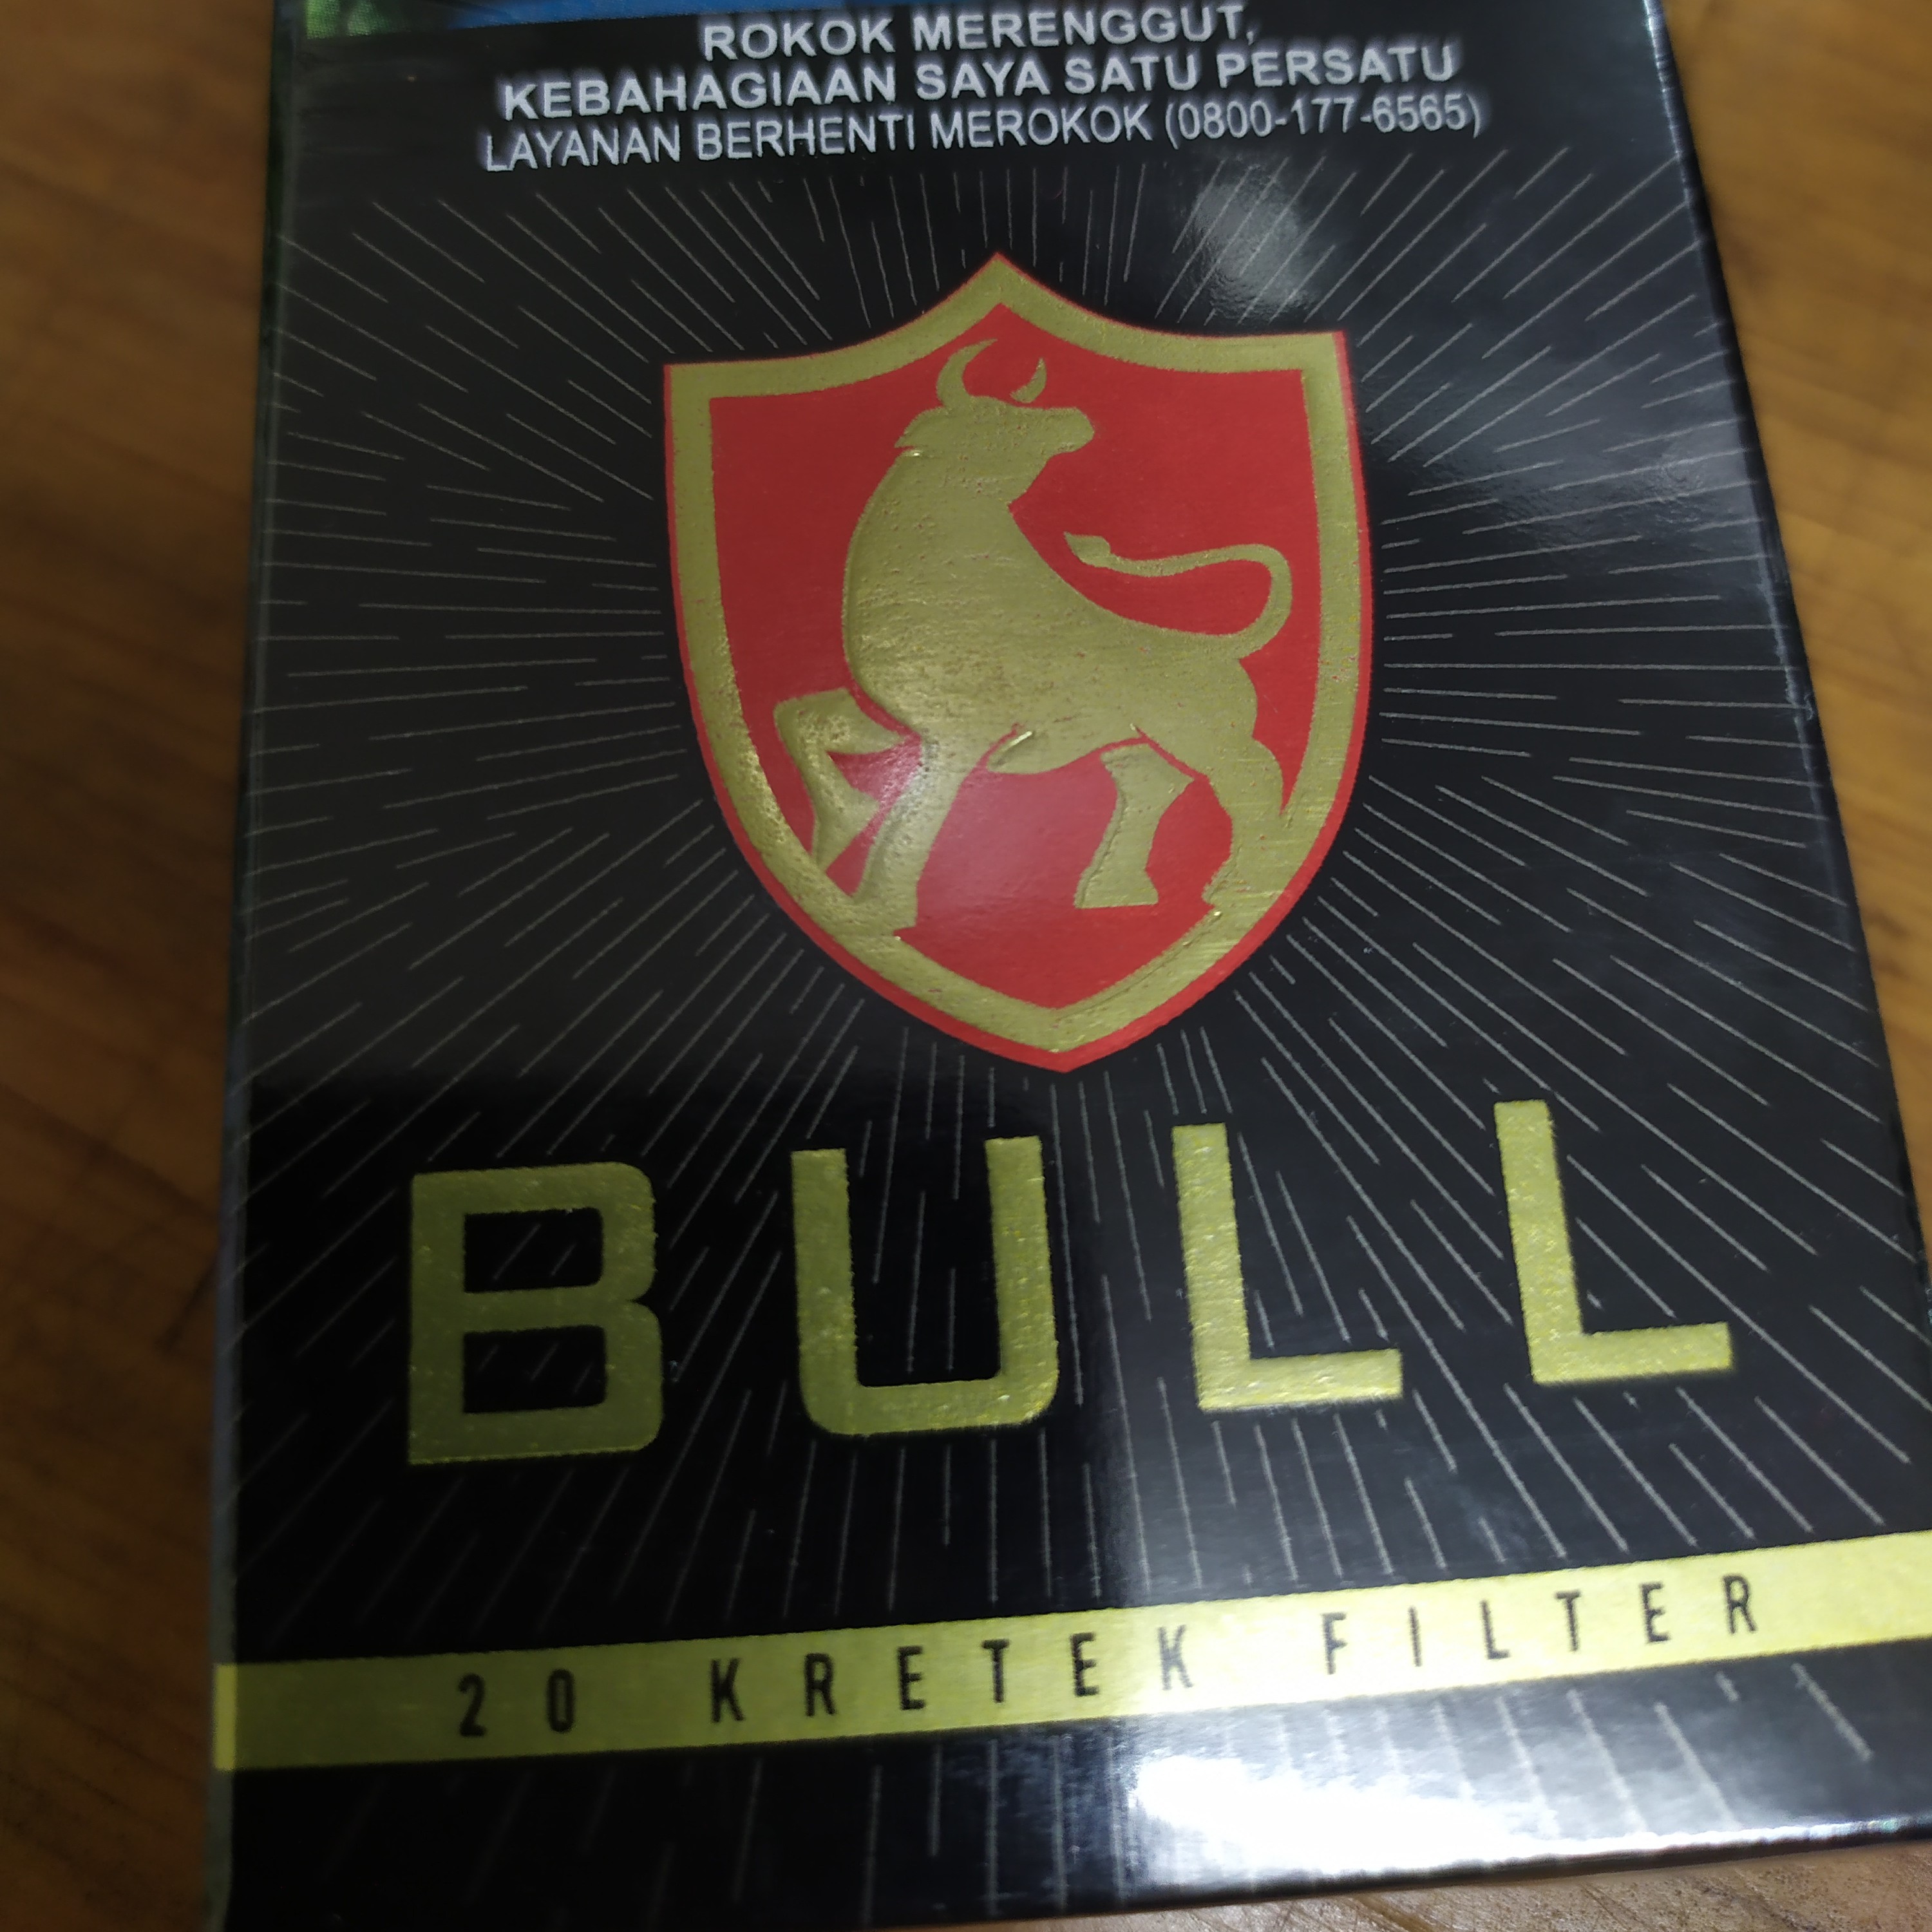 ROKOK MERENGGUT,
KEBAHAGIAAN SAYA SATU PERSATU
LAYANAN BERHENTI MEROKOK (0800-177-6565)
BULL
20 KRETEK FILTER